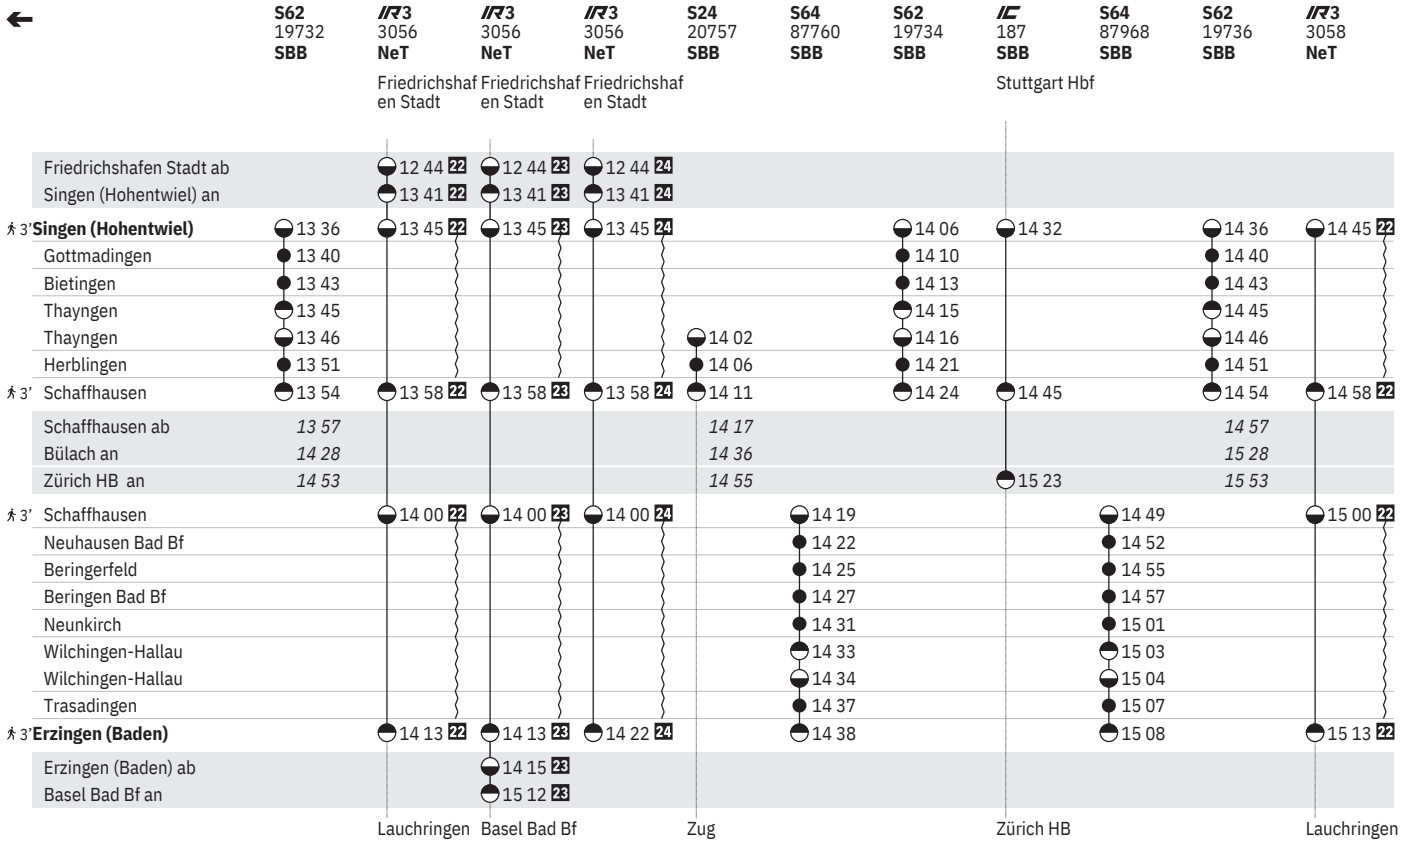 S62 IR3 IR3 IR3 S24 S64 S62 IC S64 S62 IR3
19732 3056 3056 3056 20757 87760 19734 187 87968 19736 3058
SBB NeT NeT NeT SBB SBB SBB SBB SBB SBB NeT
Friedrichshaf Friedrichshaf Friedrichshaf Stuttgart Hbf
en Stadt en Stadt en Stadt
Friedrichshafen Stadt ab 12 44 22 12 44 23 12 44 24
Singen (Hohentwiel) an 13 41 22 13 41 23 13 41 24
3' Singen (Hohentwiel) 13 36 13 45 22 13 45 23 13 45 24 14 06 14 32 14 36 14 45 22
Gottmadingen 13 40 14 10 14 40
Bietingen 13 43 14 13 14 43
Thayngen 13 45 14 15 14 45
Thayngen 13 46 14 02 14 16 14 46
Herblingen 13 51 14 06 14 21 14 51
3' Schaffhausen 13 54 13 58 22 13 58 23 13 58 24 14 11 14 24 14 45 14 54 14 58 22
Schaffhausen ab 13 57 14 17 14 57
Bülach an 14 28 14 36 15 28
Zürich HB an 14 53 14 55 15 23 15 53
3' Schaffhausen 14 00 22 14 00 23 14 00 24 14 19 14 49 15 00 22
Neuhausen Bad Bf 14 22 14 52
Beringerfeld 14 25 14 55
Beringen Bad Bf 14 27 14 57
Neunkirch 14 31 15 01
Wilchingen-Hallau 14 33 15 03
Wilchingen-Hallau 14 34 15 04
Trasadingen 14 37 15 07
3' Erzingen (Baden) 14 13 22 14 13 23 14 22 24 14 38 15 08 15 13 22
Erzingen (Baden) ab 14 15 23
Basel Bad Bf an 15 12 23
Lauchringen Basel Bad Bf Zug Zürich HB Lauchringen